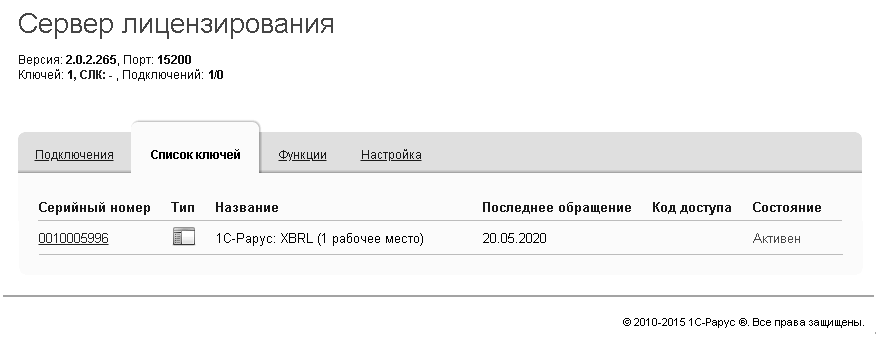 Сервер лицензирования
Версия: 2.0.2.265, Порт: 15200
Ключей: 1, СЛК: - , Подключений: 1/0
Подключения Список ключей Функции Настройка
Серийный номер Тип Название Последнее обращение Код доступа Состояние
0010005996 1С-Рарус: XBRL (1 рабочее место) 20.05.2020 Активен
© 2010-2015 1С-Рарус ®. Все права защищены.